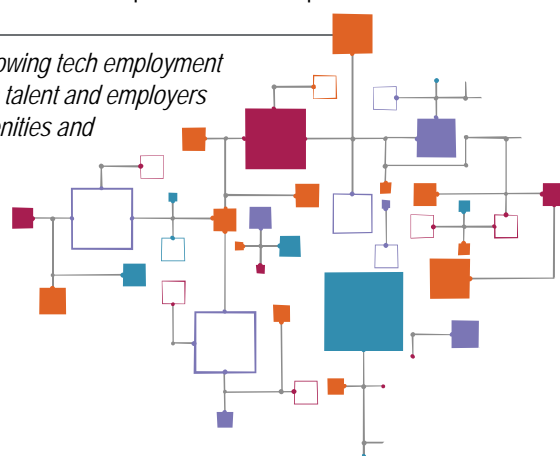 owing tech employment
talent and employers
nities and